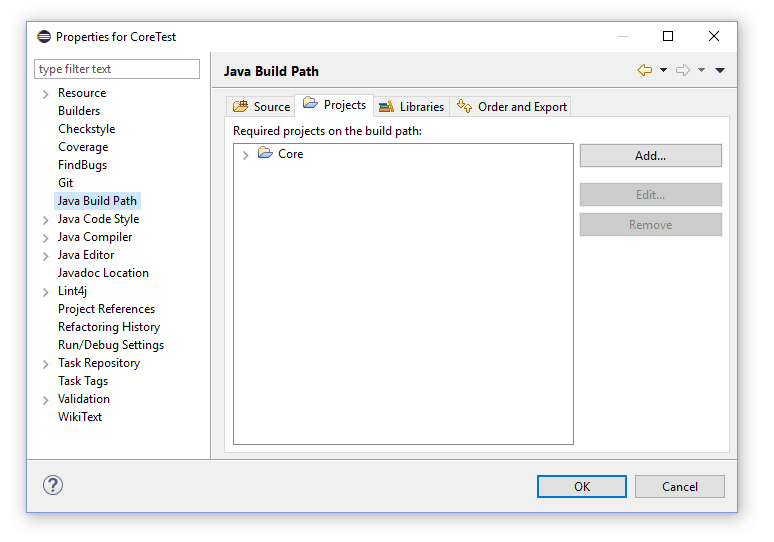 Properties for CoreTest
type filter text
Resource
Builders
Checkstyle
Coverage
FindBugs
Git
Java Build Path
Java Code Style
Java Compiler
Java Editor
Javadoc Location
Lint4j
Project References
Refactoring History
Run/Debug Settings
Task Repository
Task Tags
Validation
WikiText
Java Build Path
Source Projects Libraries Order and Export
Required projects on the build path:
Core
Add...
Edit...
Remove
OK Cancel